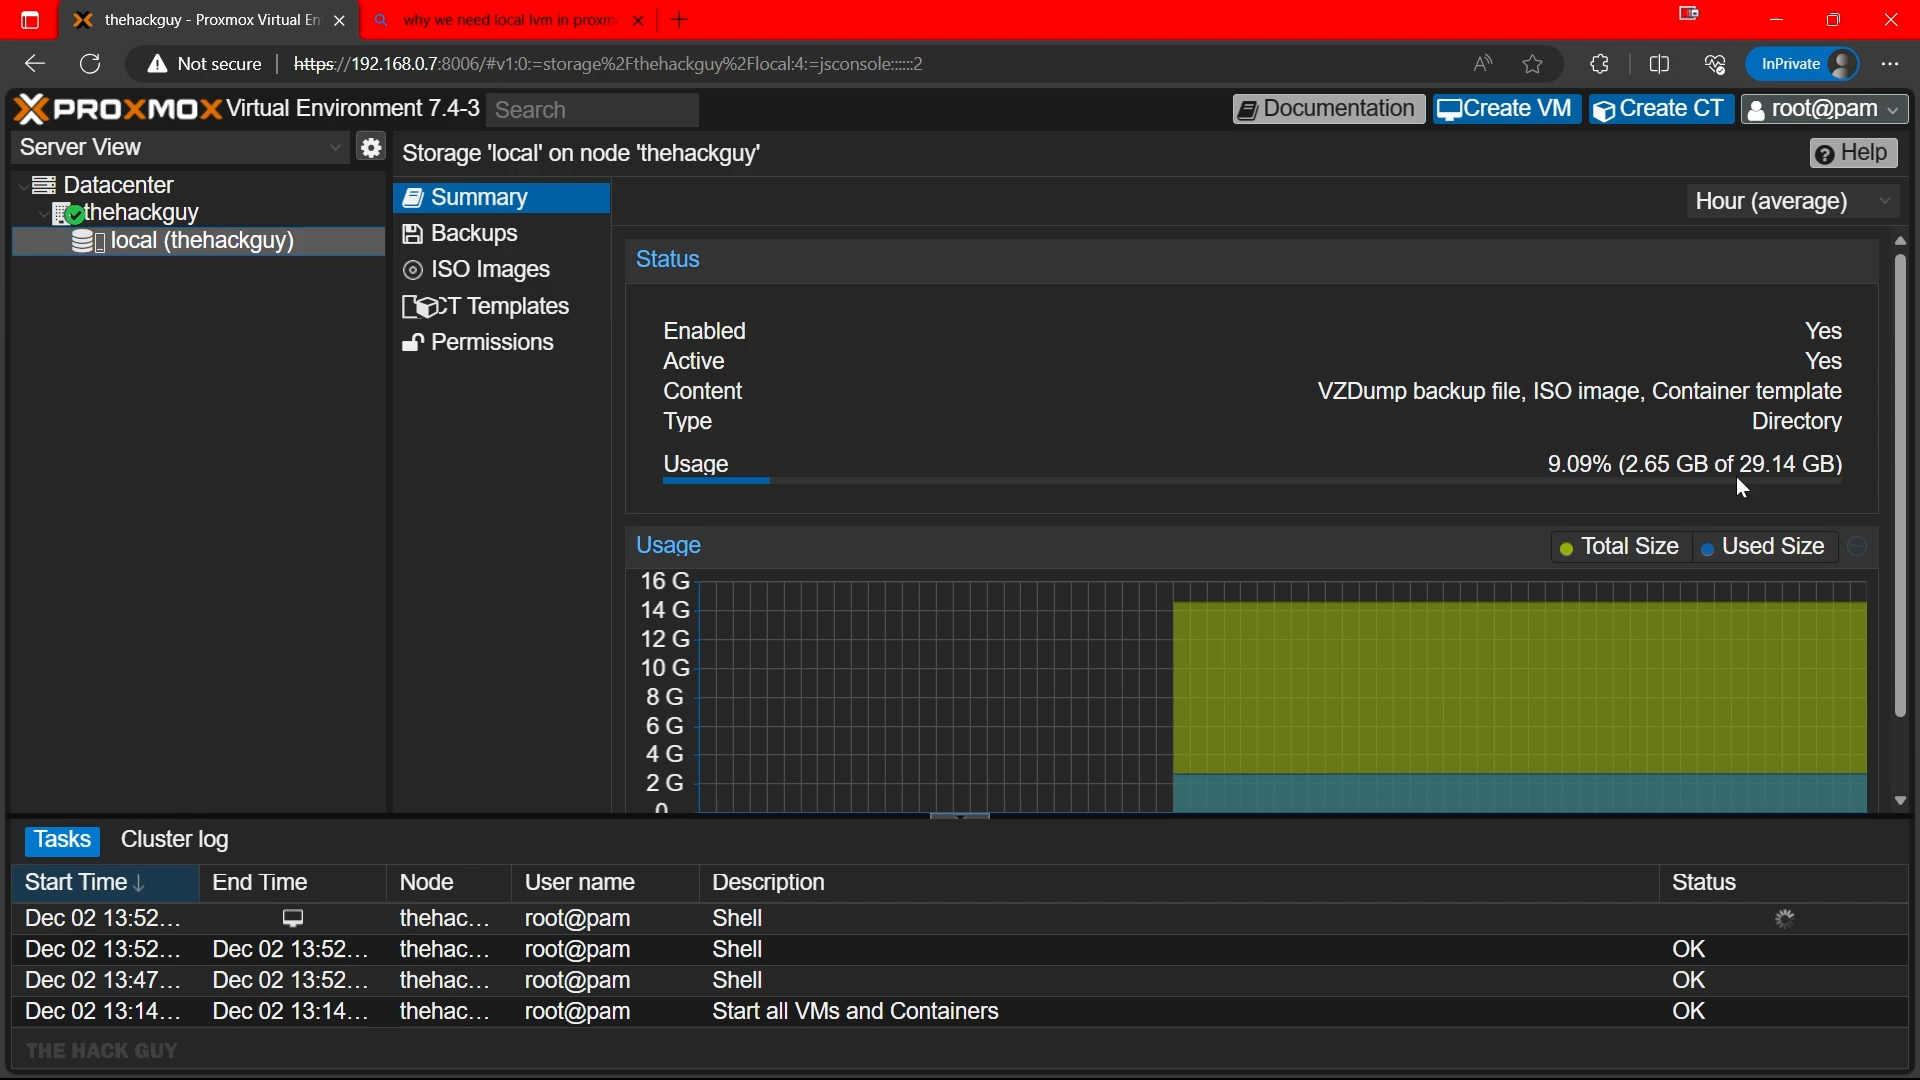 thehackguy - Proxmox Virtual En
why we need local lvm in proxm
Not secure
https://192.168.0.7:8006/#v1:0:=storage%2Fthehackguy%2Flocal:4:=jsconsole::::::2
InPrivate
PROXMOX Virtual Environment 7.4-3
Search
Documentation
Create VM
Create CT
root@pam
Server View
Storage 'local' on node 'thehackguy'
Help
Datacenter
thehackguy
local (thehackguy)
Summary
Backups
ISO Images
CT Templates
Permissions
Hour (average)
Status
Enabled Yes
Active Yes
Content VZDump backup file, ISO image, Container template
Type Directory
Usage 9.09% (2.65 GB of 29.14 GB)
Usage
Total Size
Used Size
16 G
14 G
12 G
10 G
8 G
6 G
4 G
2 G
0
Tasks Cluster log
Start Time End Time Node User name Description Status
Dec 02 13:52... thehac... root@pam Shell
Dec 02 13:52... Dec 02 13:52... thehac... root@pam Shell OK
Dec 02 13:47... Dec 02 13:52... thehac... root@pam Shell OK
Dec 02 13:14... Dec 02 13:14... thehac... root@pam Start all VMs and Containers OK
THE HACK GUY